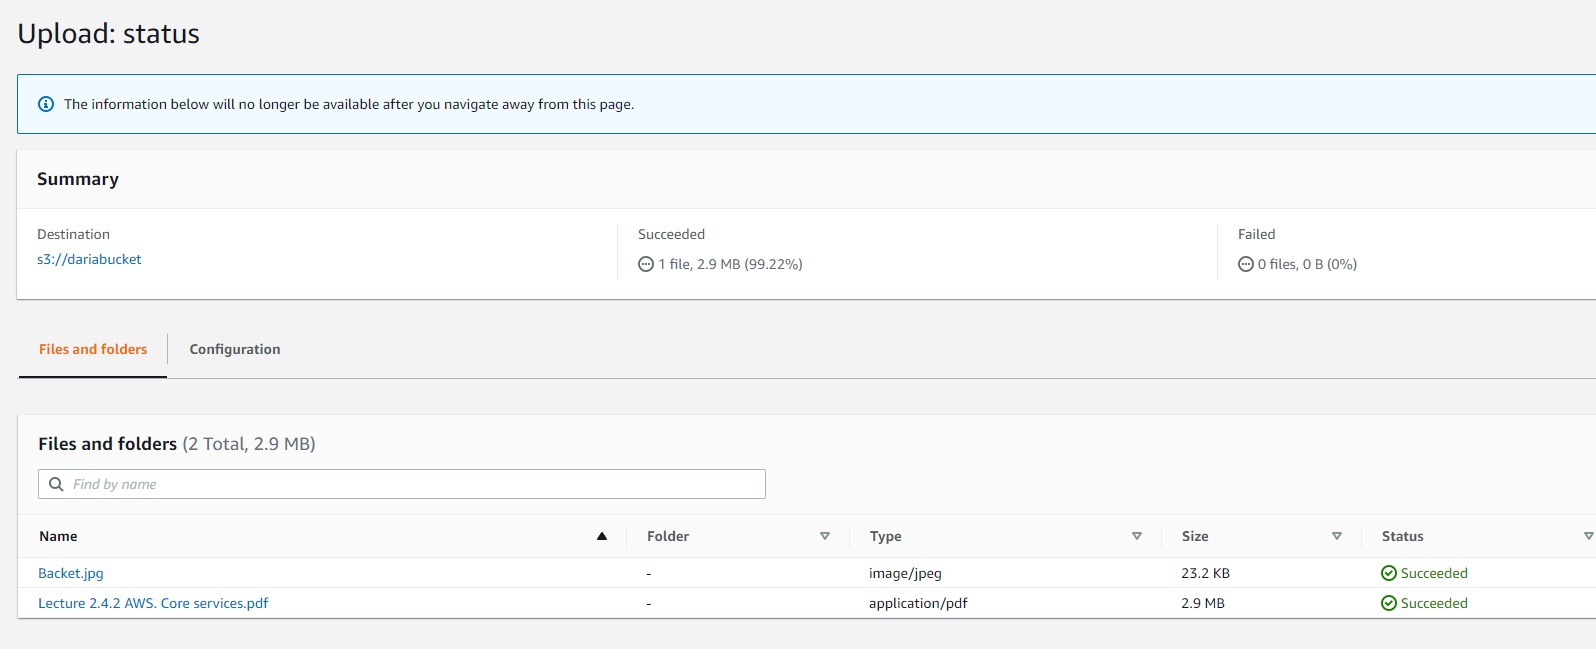 Upload: status
The information below will no longer be available after you navigate away from this page.
Summary
Destination
s3://dariabucket
Succeeded
1 file, 2.9 MB (99.22%)
Failed
0 files, 0 B (0%)
Files and folders
Configuration
Files and folders (2 Total, 2.9 MB)
Find by name
Name Folder Type Size Status
Backet.jpg - image/jpeg 23.2 KB Succeeded
Lecture 2.4.2 AWS. Core services.pdf - application/pdf 2.9 MB Succeeded